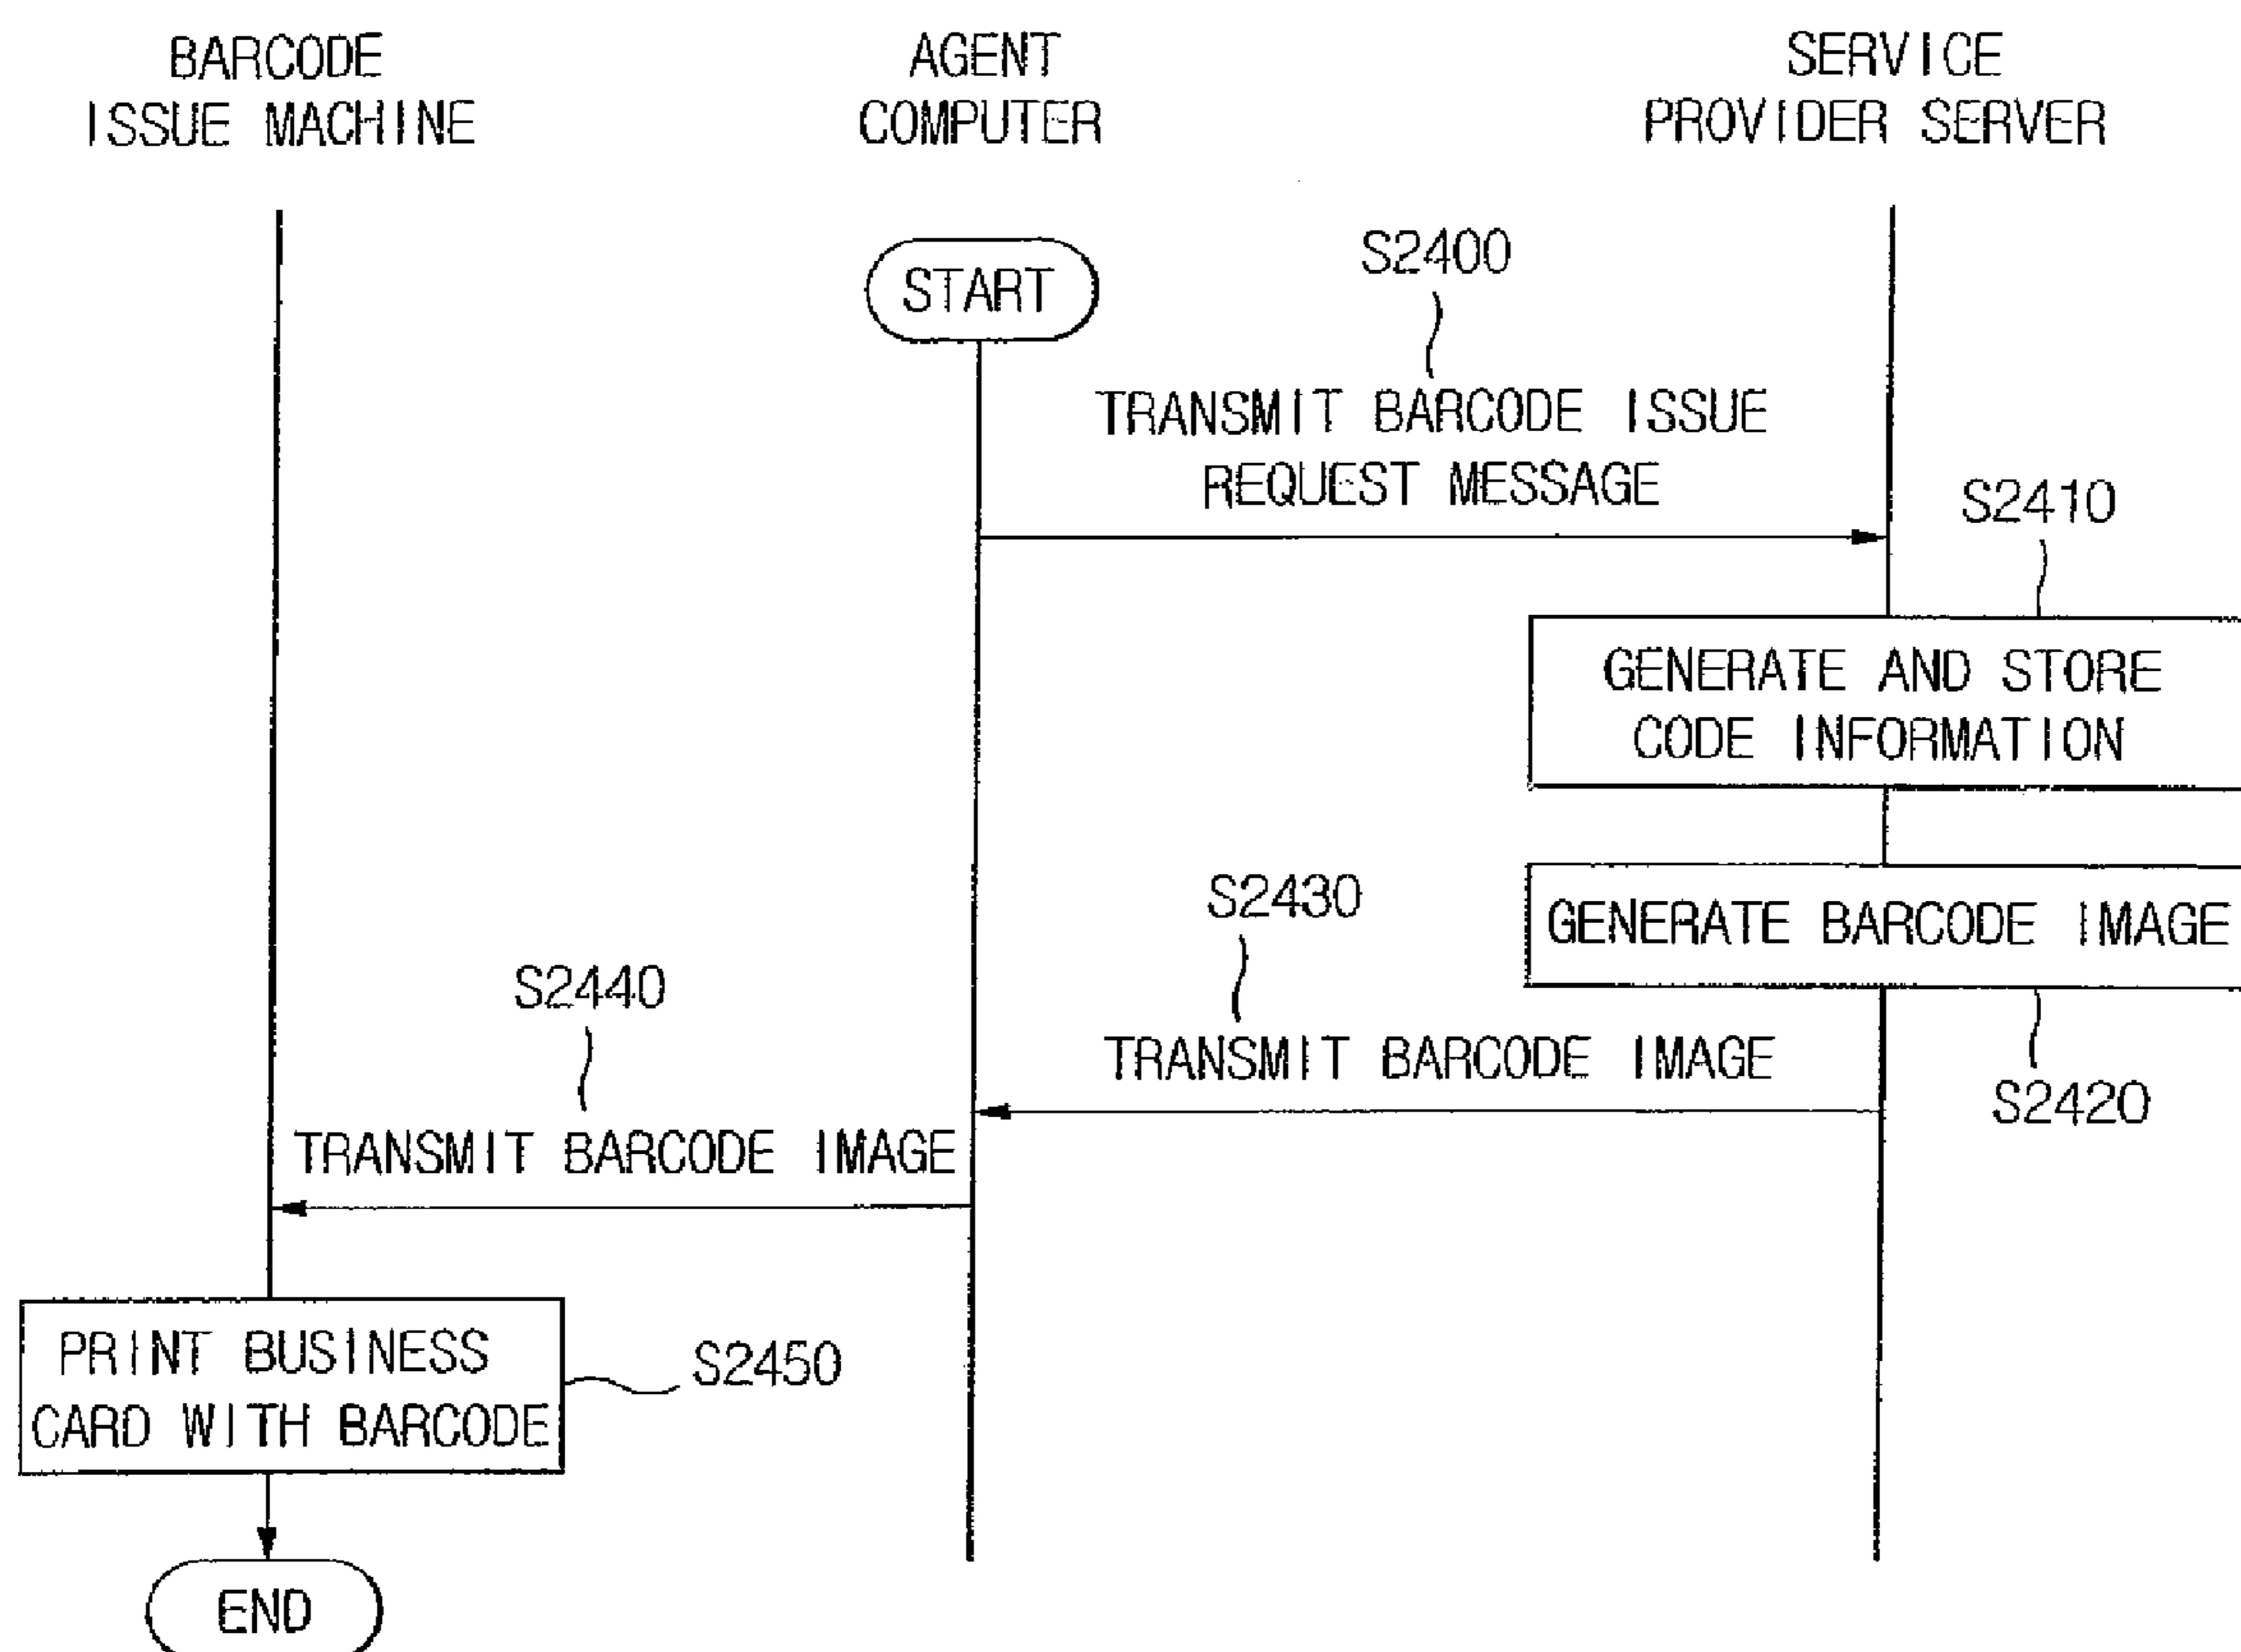 BARCODE
ISSUE MACHINE
AGENT
COMPUTER
SERVICE
PROVIDER SERVER
START
S2400
TRANSMIT BARCODE ISSUE
REQUEST MESSAGE
S2410
GENERATE AND STORE
CODE INFORMATION
GENERATE BARCODE IMAGE
S2420
S2430
TRANSMIT BARCODE IMAGE
S2440
TRANSMIT BARCODE IMAGE
PRINT BUSINESS
CARD WITH BARCODE
S2450
END